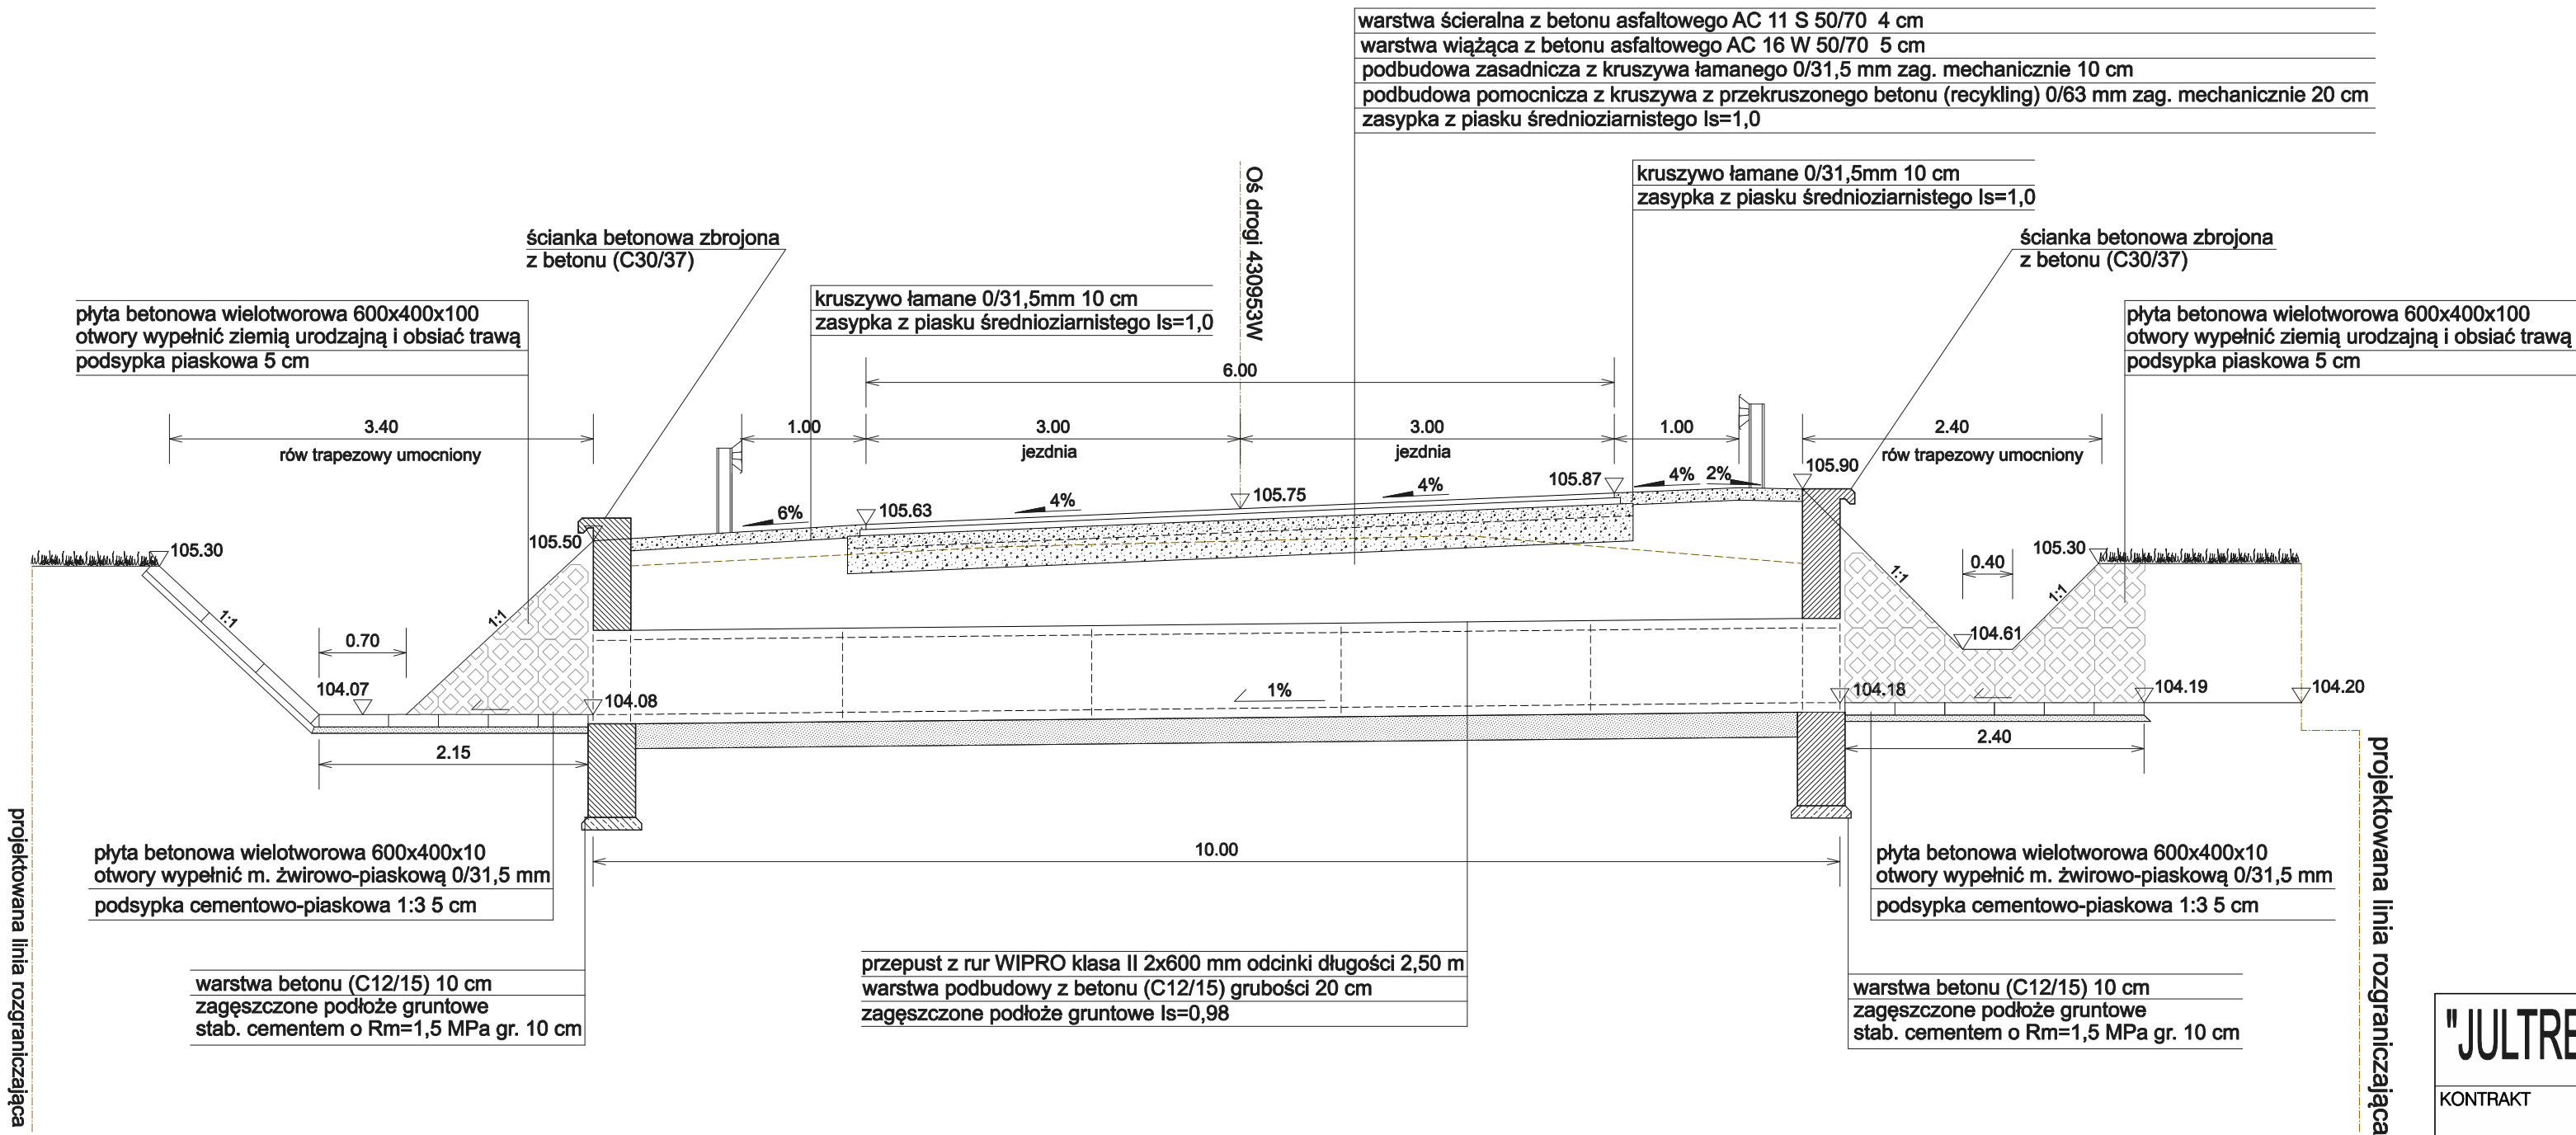 warstwa ścieralna z betonu asfaltowego AC 11 S 50/70 4 cm
warstwa wiążąca z betonu asfaltowego AC 16 W 50/70 5 cm
podbudowa zasadnicza z kruszywa łamanego 0/31,5 mm zag. mechanicznie 10 cm
podbudowa pomocnicza z kruszywa z przekruszonego betonu (recykling) 0/63 mm zag. mechanicznie 20 cm
zasypka z piasku średnioziarnistego Is=1,0
kruszywo łamane 0/31,5mm 10 cm
zasypka z piasku średnioziarnistego Is=1,0
Oś drogi 430953W
ścianka betonowa zbrojona
z betonu (C30/37)
ścianka betonowa zbrojona
z betonu (C30/37)
kruszywo łamane 0/31,5mm 10 cm
zasypka z piasku średnioziarnistego Is=1,0
płyta betonowa wielotworowa 600x400x100
otwory wypełnić ziemią urodzajną i obsiać trawą
podsypka piaskowa 5 cm
płyta betonowa wielotworowa 600x400x100
otwory wypełnić ziemią urodzajną i obsiać trawą
podsypka piaskowa 5 cm
6.00
3.40
rów trapezowy umocniony
1.00
3.00
jezdnia
3.00
jezdnia
1.00
2.40
rów trapezowy umocniony
105.90
105.87
4%
2%
4%
105.75
4%
105.63
6%
105.50
105.30
105.30
1:1
1:1
1:1
1:1
0.40
0.70
104.61
104.07
104.08
1%
104.18
104.19
104.20
2.15
2.40
10.00
projektowana linia rozgraniczająca
projektowana linia rozgraniczająca
płyta betonowa wielotworowa 600x400x10
otwory wypełnić m. żwirowo-piaskową 0/31,5 mm
podsypka cementowo-piaskowa 1:3 5 cm
płyta betonowa wielotworowa 600x400x10
otwory wypełnić m. żwirowo-piaskową 0/31,5 mm
podsypka cementowo-piaskowa 1:3 5 cm
warstwa betonu (C12/15) 10 cm
zagęszczone podłoże gruntowe
stab. cementem o Rm=1,5 MPa gr. 10 cm
przepust z rur WIPRO klasa II 2x600 mm odcinki długości 2,50 m
warstwa podbudowy z betonu (C12/15) grubości 20 cm
zagęszczone podłoże gruntowe Is=0,98
warstwa betonu (C12/15) 10 cm
zagęszczone podłoże gruntowe
stab. cementem o Rm=1,5 MPa gr. 10 cm
"JULTRE
KONTRAKT